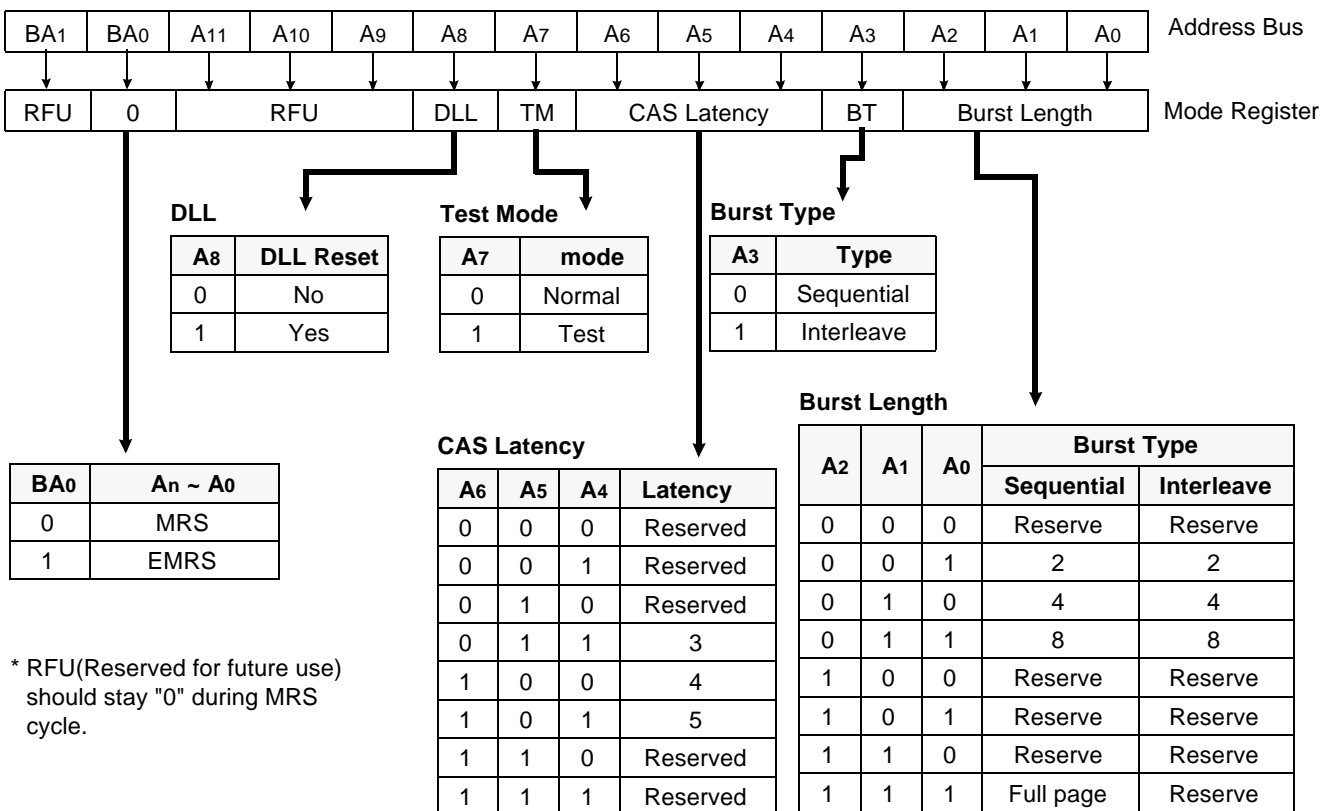 BA1 BA0 A11 A10 A9 A8 A7 A6 A5 A4 A3 A2 A1 A0 Address Bus
RFU 0 RFU DLL TM CAS Latency BT Burst Length Mode Register
DLL
A8 DLL Reset
0 No
1 Yes
Test Mode
A7 mode
0 Normal
1 Test
Burst Type
A3 Type
0 Sequential
1 Interleave
BA0 An ~ A0
0 MRS
1 EMRS
* RFU(Reserved for future use)
should stay "0" during MRS
cycle.
CAS Latency
A6 A5 A4 Latency
0 0 0 Reserved
0 0 1 Reserved
0 1 0 Reserved
0 1 1 3
1 0 0 4
1 0 1 5
1 1 0 Reserved
1 1 1 Reserved
Burst Length
A2 A1 A0 Burst Type
Sequential Interleave
0 0 0 Reserve Reserve
0 0 1 2 2
0 1 0 4 4
0 1 1 8 8
1 0 0 Reserve Reserve
1 0 1 Reserve Reserve
1 1 0 Reserve Reserve
1 1 1 Full page Reserve